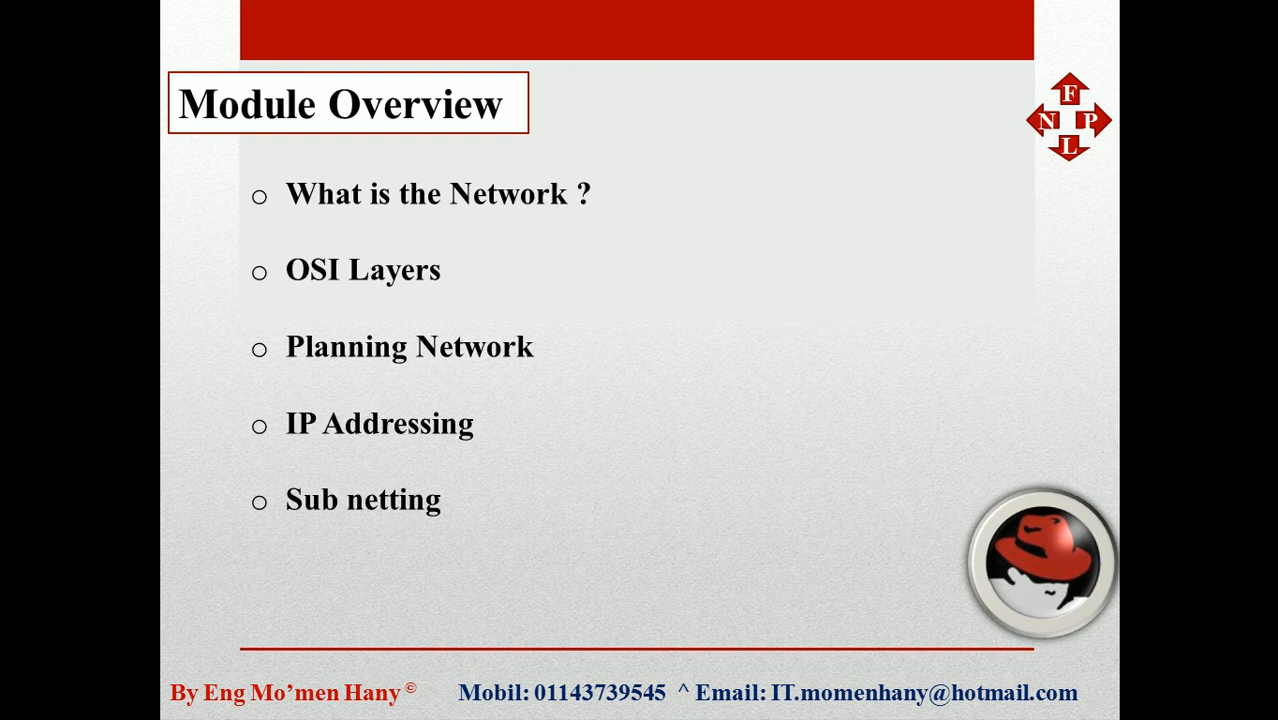 Module Overview
F
N P
L
o What is the Network ?
o OSI Layers
o Planning Network
o IP Addressing
o Sub netting
By Eng Mo’men Hany © Mobil: 01143739545 ^ Email: IT.momenhany@hotmail.com